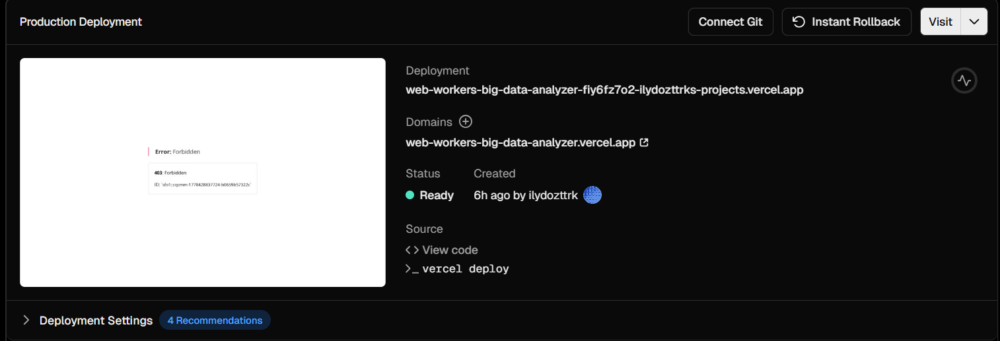 Production Deployment
Connect Git
Instant Rollback
Visit
Error: Forbidden
403: Forbidden
ID: `sfo1::cqcmm-1778428837724-b0659b57322c`
Deployment
web-workers-big-data-analyzer-fiy6fz7o2-ilydozttrks-projects.vercel.app
Domains
web-workers-big-data-analyzer.vercel.app
Status
Created
Ready
6h ago by ilydozttrk
Source
<> View code
>_ vercel deploy
Deployment Settings
4 Recommendations